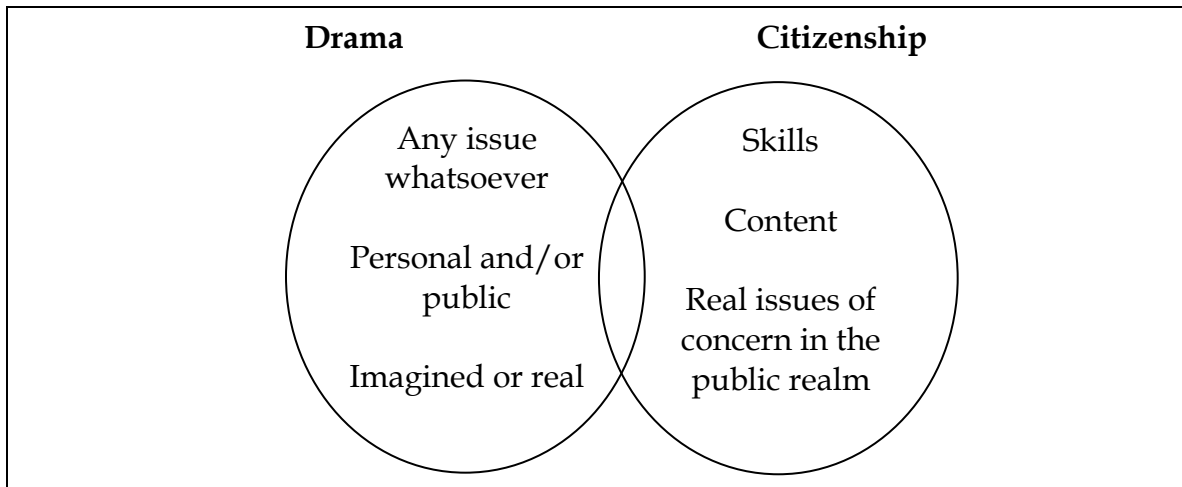 Drama
Citizenship
Any issue
whatsoever
Personal and/or
public
Imagined or real
Skills
Content
Real issues of
concern in the
public realm